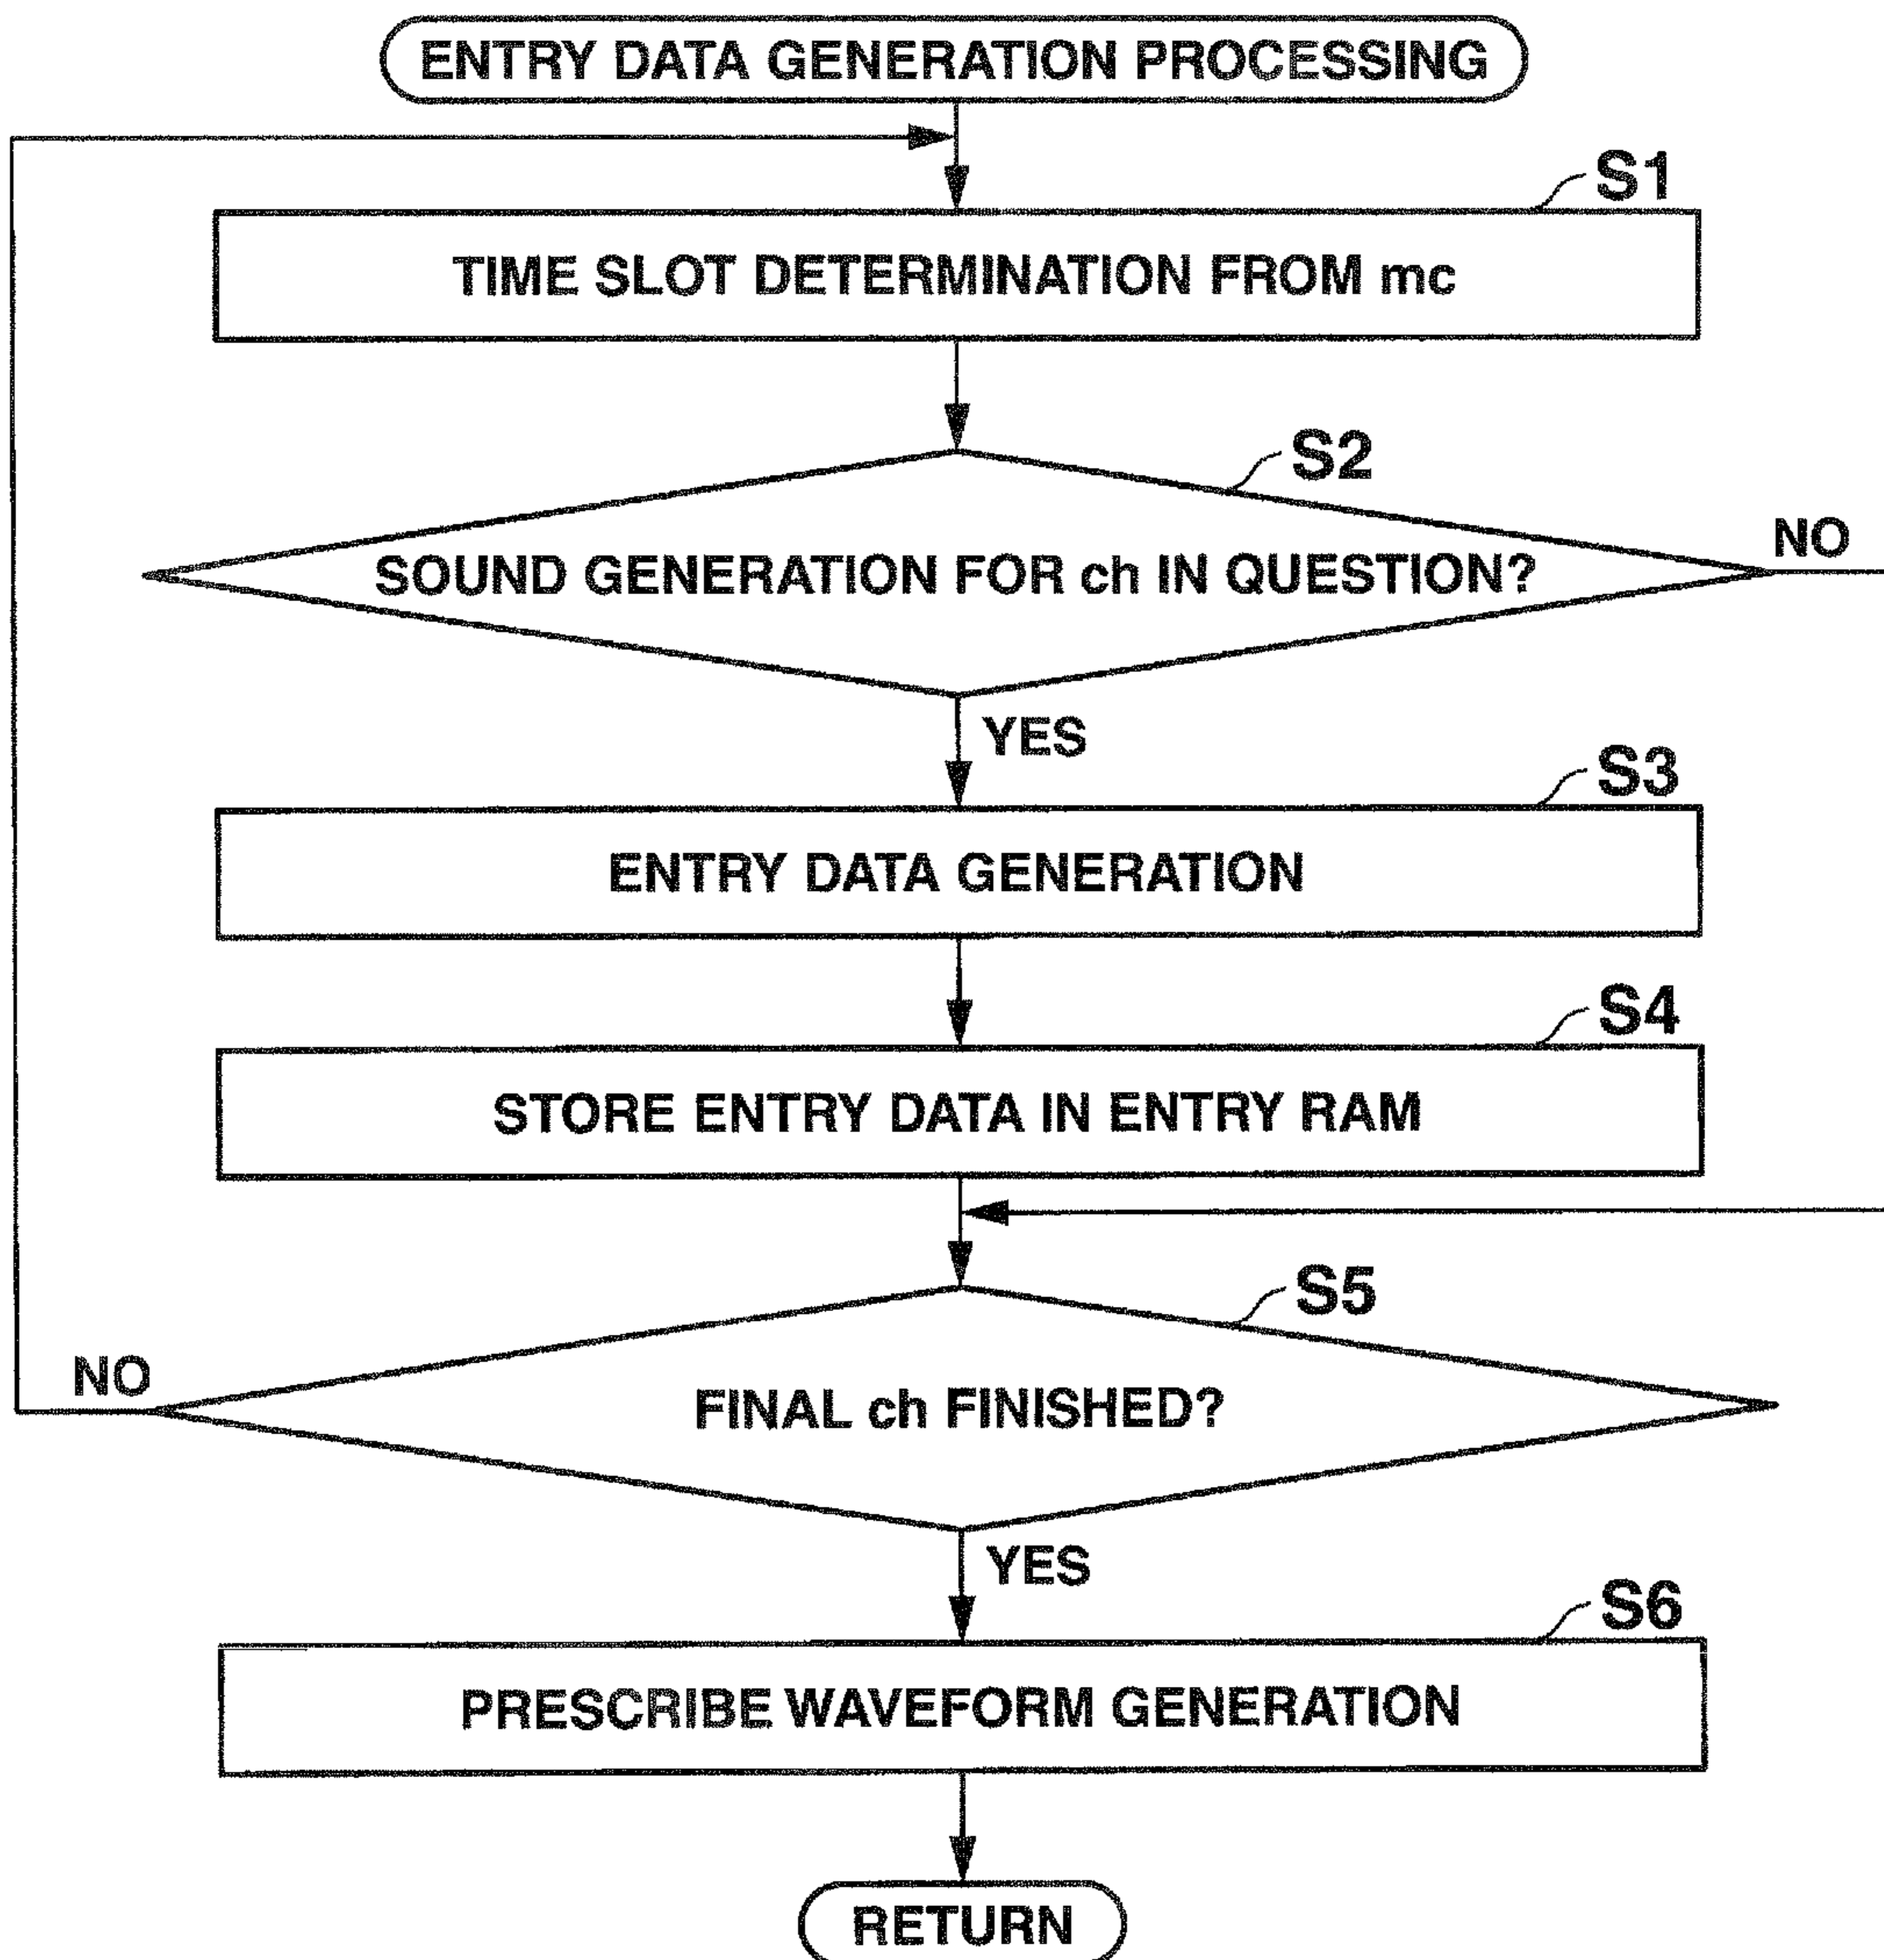 ENTRY DATA GENERATION PROCESSING
S1
TIME SLOT DETERMINATION FROM mc
S2
NO
SOUND GENERATION FOR ch IN QUESTION?
YES
S3
ENTRY DATA GENERATION
S4
STORE ENTRY DATA IN ENTRY RAM
S5
NO
FINAL ch FINISHED?
YES
S6
PRESCRIBE WAVEFORM GENERATION
RETURN